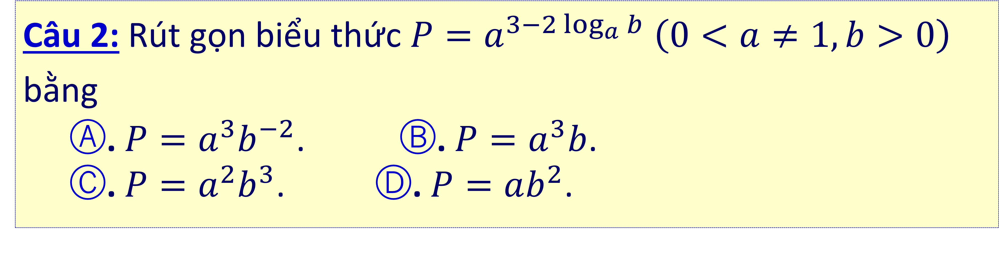 Câu 2: Rút gọn biểu thức $P = a^{3-2\log_a b}$ $(0 < a \neq 1, b > 0)$
bằng
Ⓐ. $P = a^3b^{-2}$. Ⓑ. $P = a^3b$.
Ⓒ. $P = a^2b^3$. Ⓓ. $P = ab^2$.